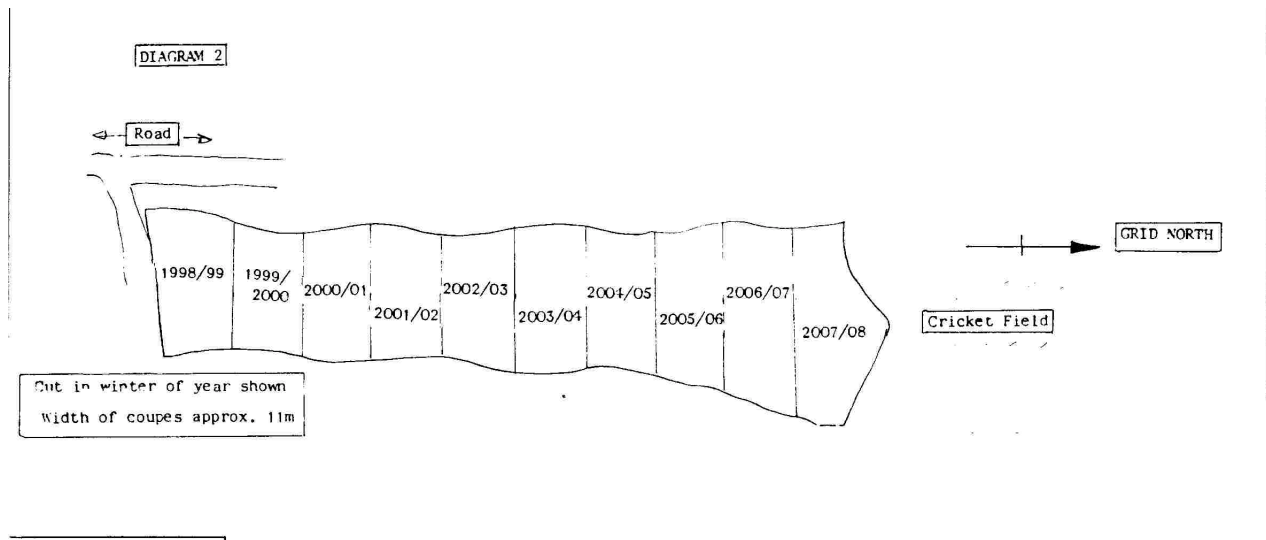 DIAGRAM 2
Road
GRID NORTH
1998/99
1999/
2000
2000/01
2001/02
2002/03
2003/04
2004/05
2005/06
2006/07
2007/08
Cricket Field
Cut in winter of year shown
Width of coupes approx. 11m